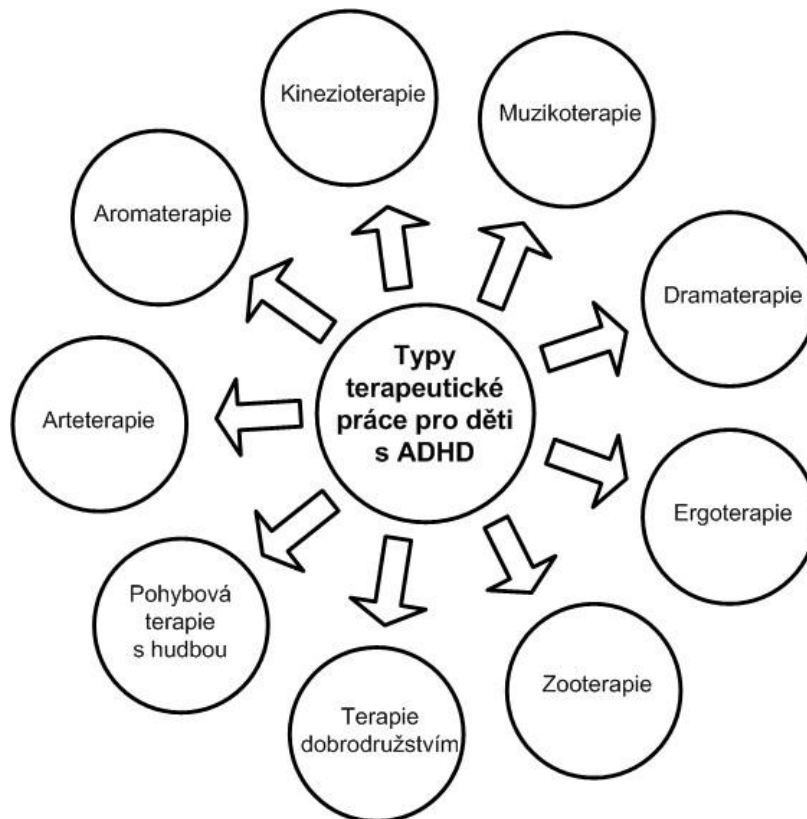 Kinezioterapie
Muzikoterapie
Aromaterapie
Dramaterapie
Typy
terapeutické
práce pro děti
s ADHD
Arteterapie
Ergoterapie
Pohybová
terapie
s hudbou
Zooterapie
Terapie
dobrodružstvím